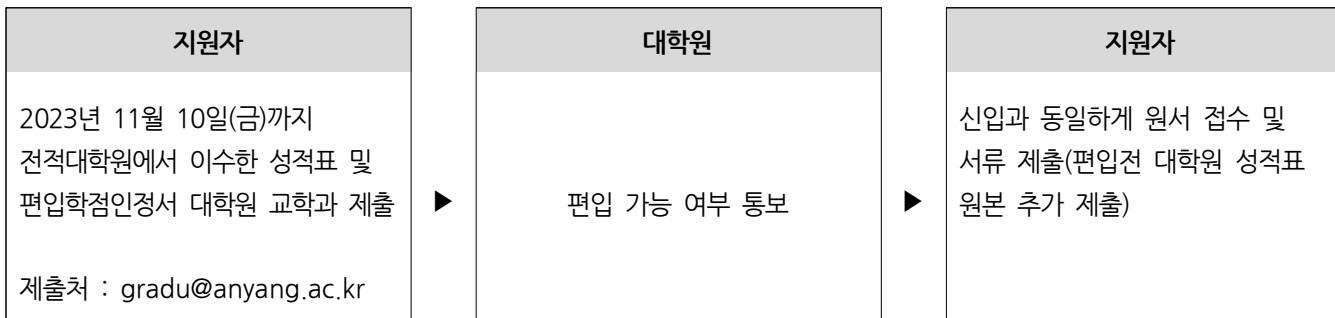 지원자
2023년 11월 10일(금)까지
전적대학원에서 이수한 성적표 및
편입학점인정서 대학원 교학과 제출
제출처 : gradu@anyang.ac.kr
▶
대학원
편입 가능 여부 통보
▶
지원자
신입과 동일하게 원서 접수 및
서류 제출(편입전 대학원 성적표
원본 추가 제출)